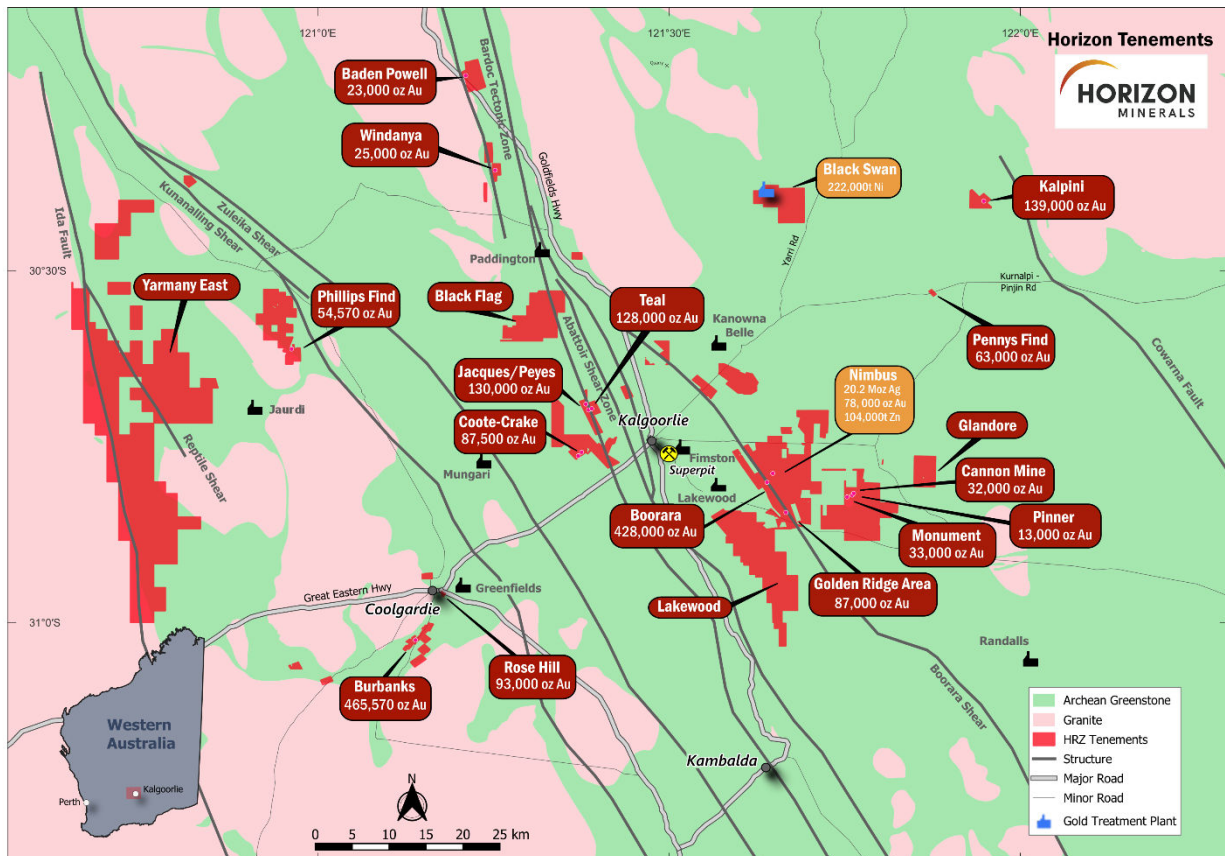 121°0'E
121°30'E
122°0'E
Horizon Tenements
HORIZON
MINERALS
Baden Powell
23,000 oz Au
Bardoc Tectonic Zone
Windanya
25,000 oz Au
Goldfields Hwy
Black Swan
222,000t Ni
Kalpini
139,000 oz Au
Ida Fault
Kunanalling Shear
Zuleika Shear
Yarri Rd
Paddington
30°30'S
Kurnalpi -
Pinjin Rd
Yarmany East
Phillips Find
54,570 oz Au
Black Flag
Teal
128,000 oz Au
Kanowna
Belle
Abattoir Shear Zone
Pennys Find
63,000 oz Au
Cowarna Fault
Jacques/Peyes
130,000 oz Au
Nimbus
20.2 Moz Ag
78,000 oz Au
104,000t Zn
Jaurdi
Coote-Crake
87,500 oz Au
Kalgoorlie
Glandore
Reptile Shear
Mungari
Fimston
Superpit
Cannon Mine
32,000 oz Au
Lakewood
Boorara
428,000 oz Au
Pinner
13,000 oz Au
Monument
33,000 oz Au
Great Eastern Hwy
Greenfields
Coolgardie
Golden Ridge Area
87,000 oz Au
Lakewood
31°0'S
Randalls
Rose Hill
93,000 oz Au
Burbanks
465,570 oz Au
Boorara Shear
Kambalda
Western
Australia
Perth
Kalgoorlie
N
0 5 10 15 20 25 km
Archean Greenstone
Granite
HRZ Tenements
Structure
Major Road
Minor Road
Gold Treatment Plant